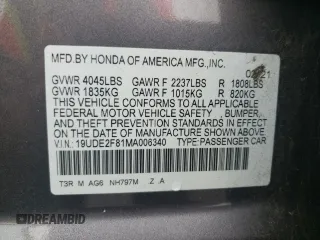 MFD.BY HONDA OF AMERICA MFG.,INC.
02/21
GVWR 4045LBS GAWR F 2237LBS R 1808LBS
GVWR 1835KG GAWR F 1015KG R 820KG
THIS VEHICLE CONFORMS TO ALL APPLICABLE
FEDERAL MOTOR VEHICLE SAFETY BUMPER,
AND THEFT PREVENTION STANDARDS IN EFFECT
ON THE DATE OF MANUFACTURE SHOWN ABOVE.
V.I.N.: 19UDE2F81MA006340 TYPE:PASSENGER CAR
T3R M AG6 NH797M Z A
DREAMBID